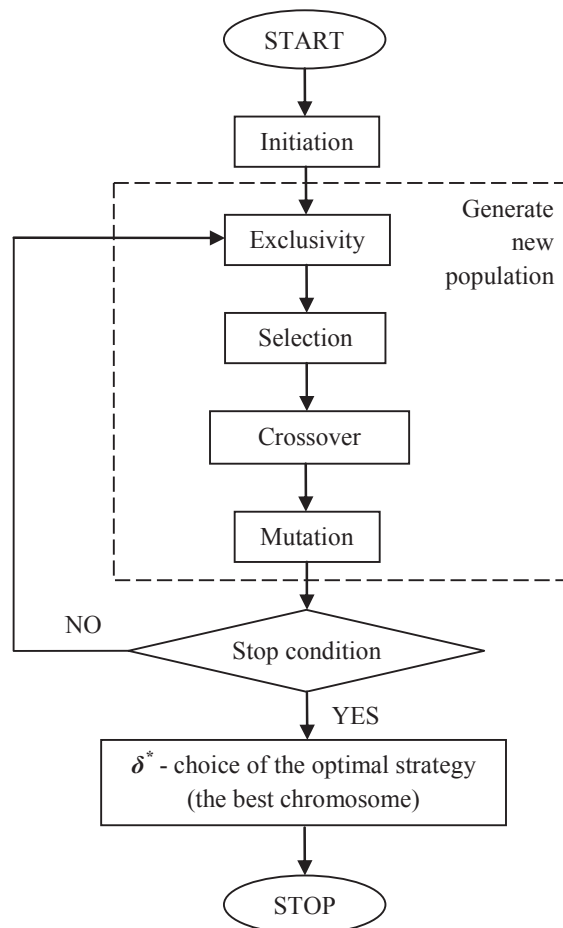 START
Initiation
Generate
new
population
Exclusivity
Selection
Crossover
Mutation
Stop condition
NO
YES
δ* - choice of the optimal strategy
(the best chromosome)
STOP